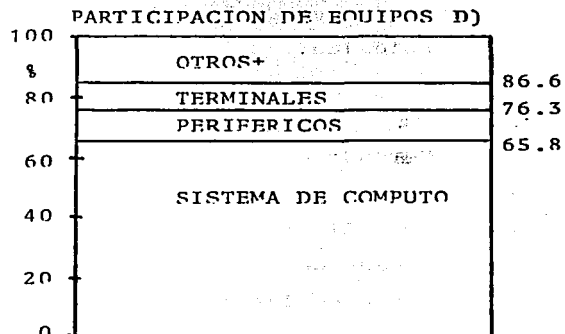 PARTICIPACION DE EQUIPOS D)
100
OTROS+
%
86.6
80
TERMINALES
76.3
PERIFERICOS
65.8
60
SISTEMA DE COMPUTO
40
20
0